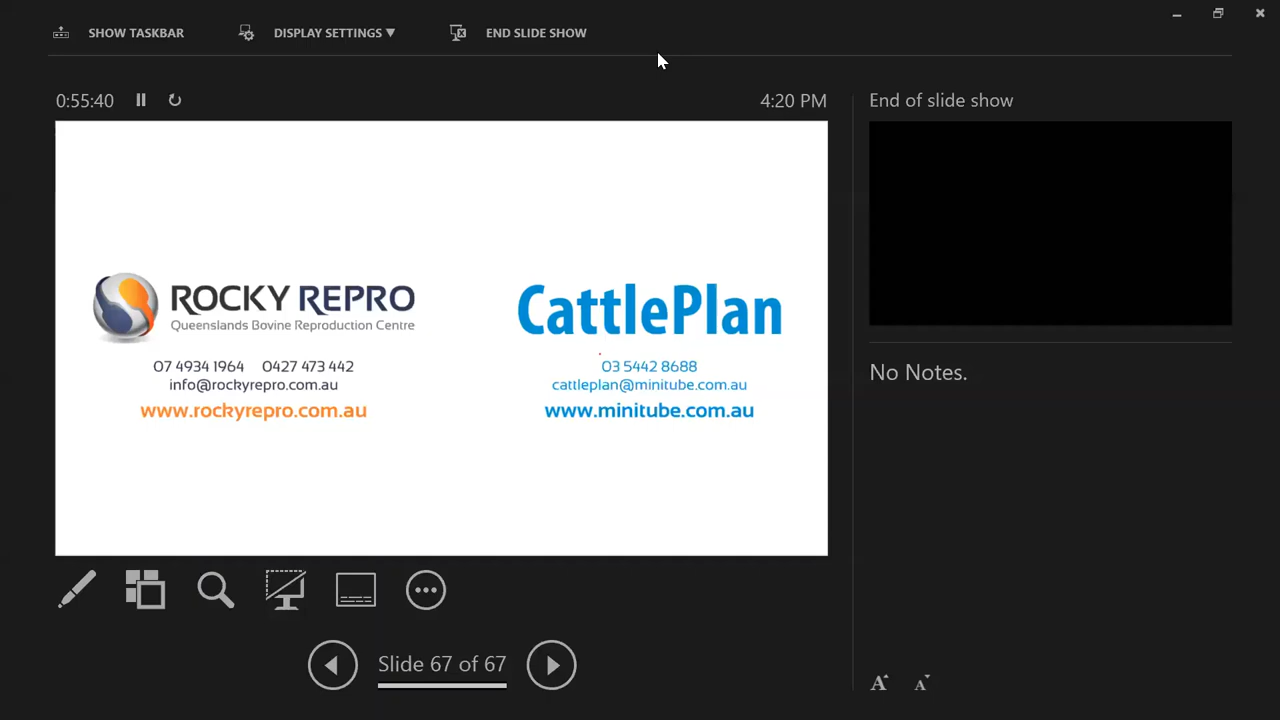 SHOW TASKBAR
DISPLAY SETTINGS ▼
END SLIDE SHOW
0:55:40
4:20 PM
End of slide show
ROCKY REPRO
Queenslands Bovine Reproduction Centre
07 4934 1964 0427 473 442
info@rockyrepro.com.au
www.rockyrepro.com.au
CattlePlan
03 5442 8688
cattleplan@minitube.com.au
www.minitube.com.au
No Notes.
Slide 67 of 67
A A